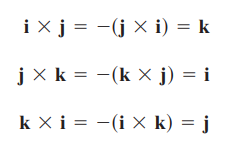 i × j = −(j × i) = k
j × k = −(k × j) = i
k × i = −(i × k) = j